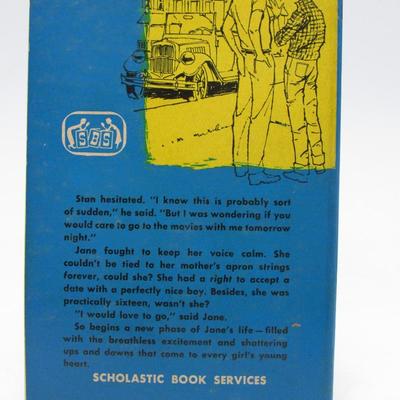 SBS
Stan hesitated. "I know this is probably sort
of sudden," he said. "But I was wondering if you
would care to go to the movies with me tomorrow
night."
Jane fought to keep her voice calm. She
couldn't be tied to her mother's apron strings
forever, could she? She had a right to accept a
date with a perfectly nice boy. Besides, she was
practically sixteen, wasn't she?
"I would love to go," said Jane.
So begins a new phase of Jane's life — filled
with the breathless excitement and shattering
ups and downs that come to every girl's young
heart.
SCHOLASTIC BOOK SERVICES